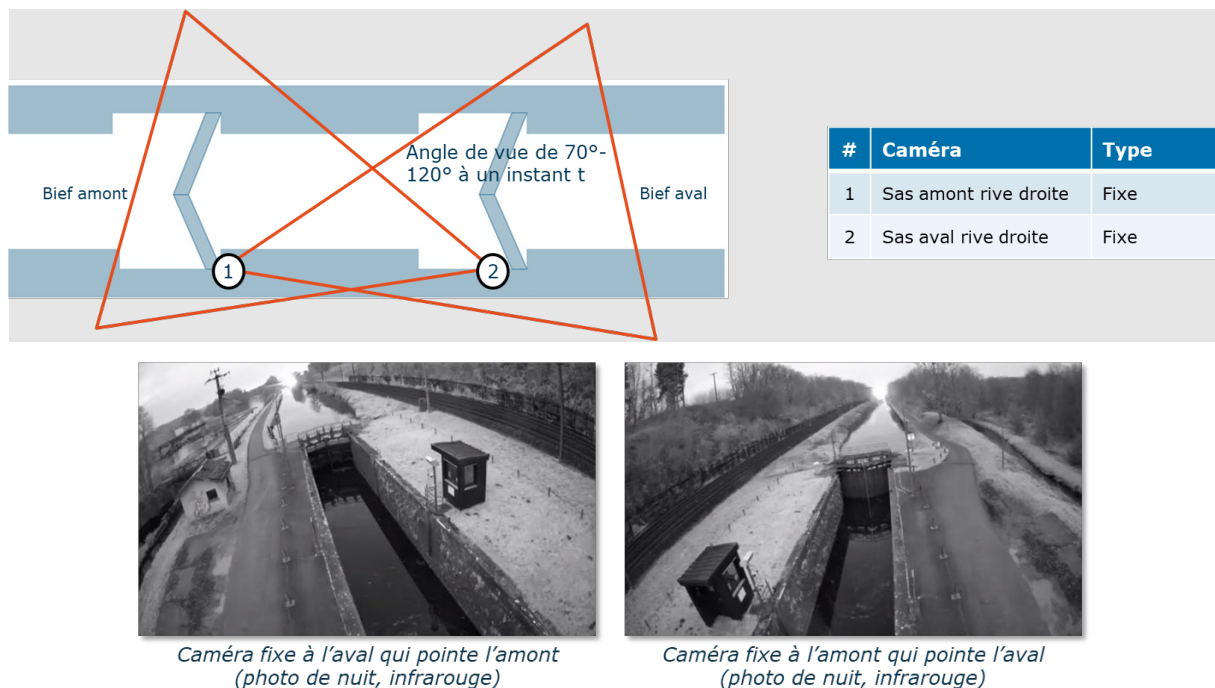 Angle de vue de 70°-
120° à un instant t
Bief amont
Bief aval
1
2
# Caméra Type
1 Sas amont rive droite Fixe
2 Sas aval rive droite Fixe
Caméra fixe à l’aval qui pointe l’amont
(photo de nuit, infrarouge)
Caméra fixe à l’amont qui pointe l’aval
(photo de nuit, infrarouge)